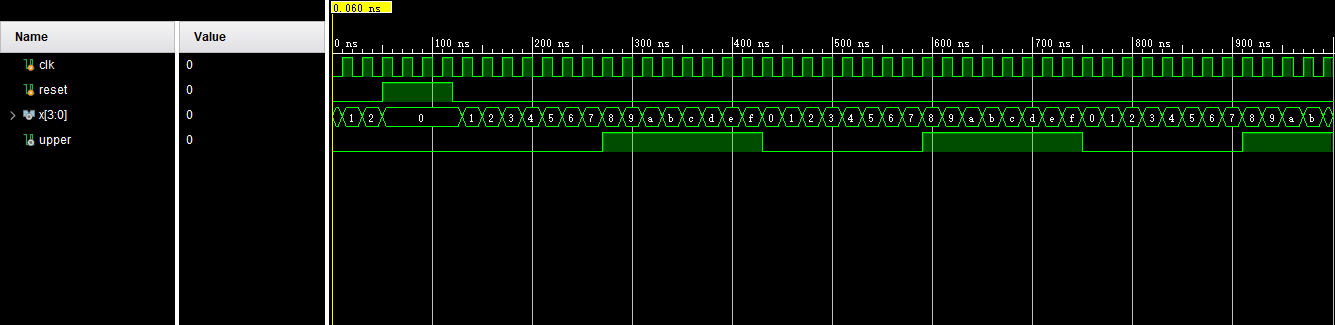 0.060 ns
Name Value
0 ns 100 ns 200 ns 300 ns 400 ns 500 ns 600 ns 700 ns 800 ns 900 ns
clk 0
reset 0
x[3:0] 0 1 2 0 1 2 3 4 5 6 7 8 9 a b c d e f 0 1 2 3 4 5 6 7 8 9 a b c d e f 0 1 2 3 4 5 6 7 8 9 a b
upper 0